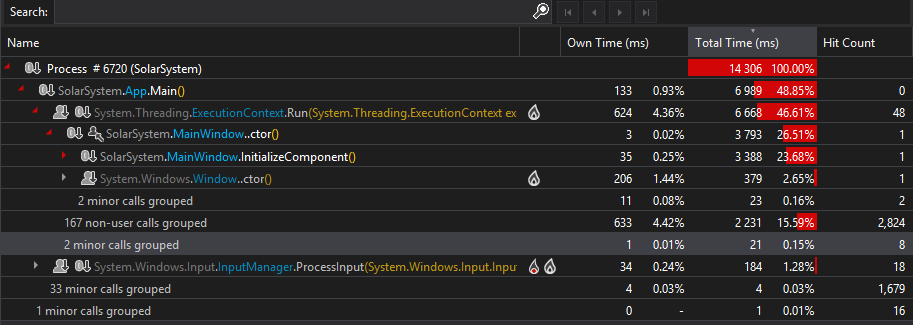 Search:
Name Own Time (ms) Total Time (ms) Hit Count
Process # 6720 (SolarSystem) 14 306 100.00%
SolarSystem.App.Main() 133 0.93% 6 989 48.85% 0
System.Threading.ExecutionContext.Run(System.Threading.ExecutionContext ex 624 4.36% 6 668 46.61% 48
SolarSystem.MainWindow..ctor() 3 0.02% 3 793 26.51% 1
SolarSystem.MainWindow.InitializeComponent() 35 0.25% 3 388 23.68% 1
System.Windows.Window..ctor() 206 1.44% 379 2.65% 1
2 minor calls grouped 11 0.08% 23 0.16% 2
167 non-user calls grouped 633 4.42% 2 231 15.59% 2,824
2 minor calls grouped 1 0.01% 21 0.15% 8
System.Windows.Input.InputManager.ProcessInput(System.Windows.Input.Input 34 0.24% 184 1.28% 18
33 minor calls grouped 4 0.03% 4 0.03% 1,679
1 minor calls grouped 0 - 1 0.01% 16